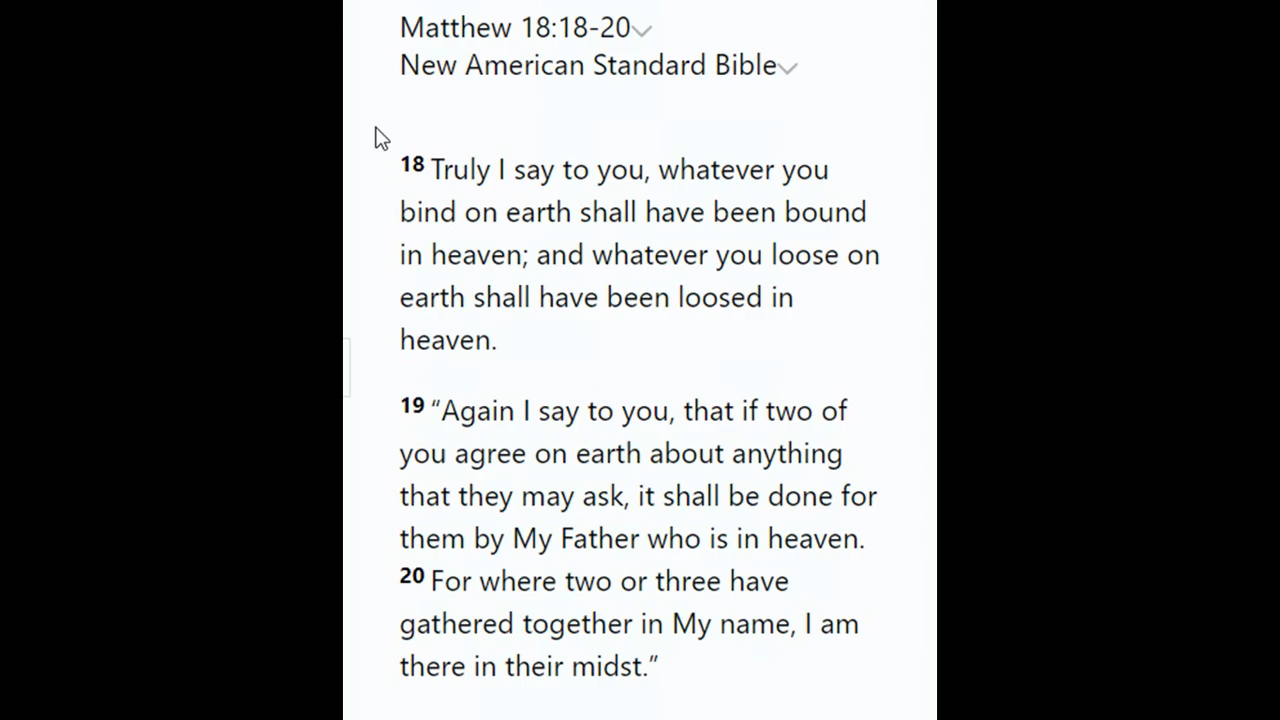 Matthew 18:18-20
New American Standard Bible
18 Truly I say to you, whatever you
bind on earth shall have been bound
in heaven; and whatever you loose on
earth shall have been loosed in
heaven.
19 “Again I say to you, that if two of
you agree on earth about anything
that they may ask, it shall be done for
them by My Father who is in heaven.
20 For where two or three have
gathered together in My name, I am
there in their midst.”